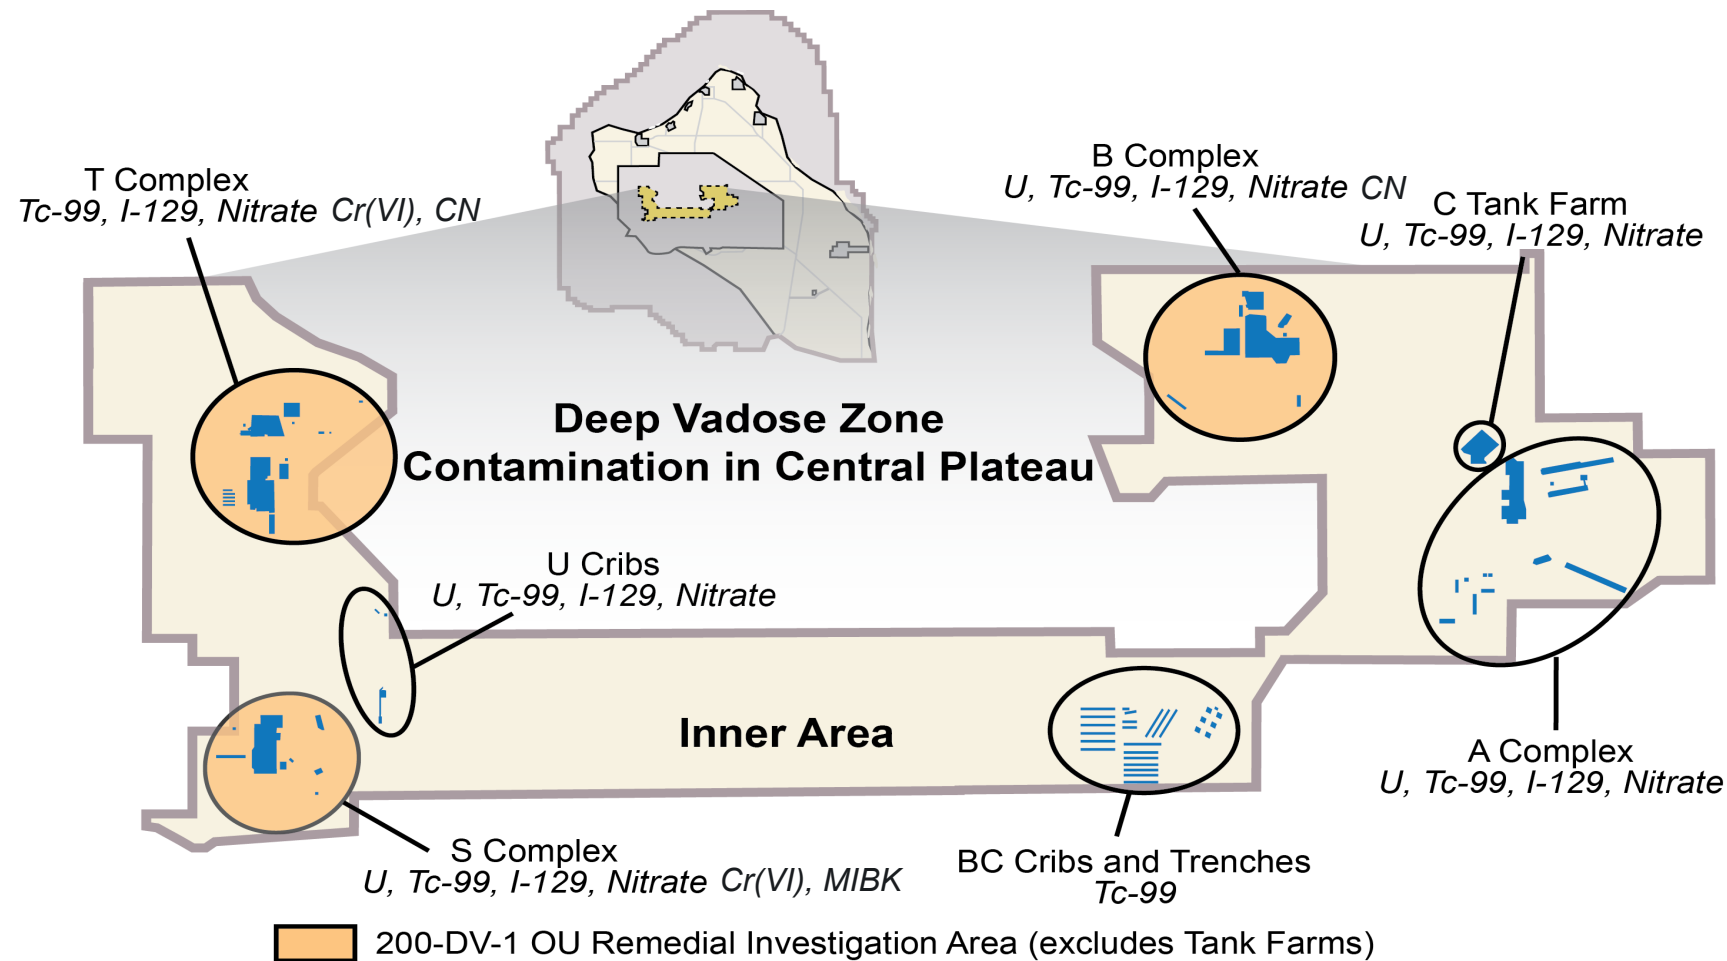 T Complex
Tc-99, I-129, Nitrate Cr(VI), CN
B Complex
U, Tc-99, I-129, Nitrate CN
C Tank Farm
U, Tc-99, I-129, Nitrate
Deep Vadose Zone
Contamination in Central Plateau
U Cribs
U, Tc-99, I-129, Nitrate
Inner Area
A Complex
U, Tc-99, I-129, Nitrate
S Complex
U, Tc-99, I-129, Nitrate Cr(VI), MIBK
BC Cribs and Trenches
Tc-99
200-DV-1 OU Remedial Investigation Area (excludes Tank Farms)